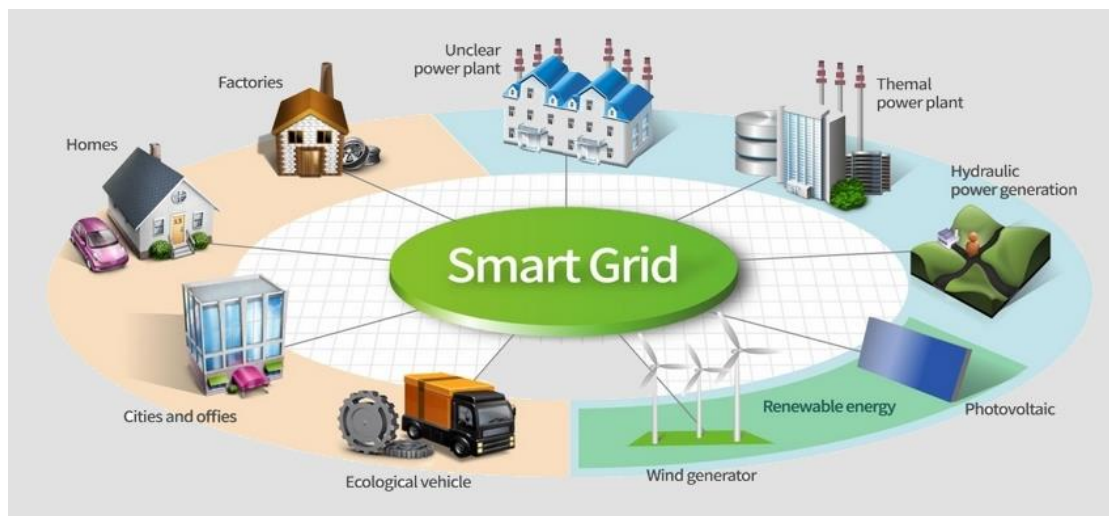 Unclear
power plant
Themal
power plant
Factories
Homes
Hydraulic
power generation
Smart Grid
Cities and offies
Renewable energy
Photovoltaic
Ecological vehicle
Wind generator